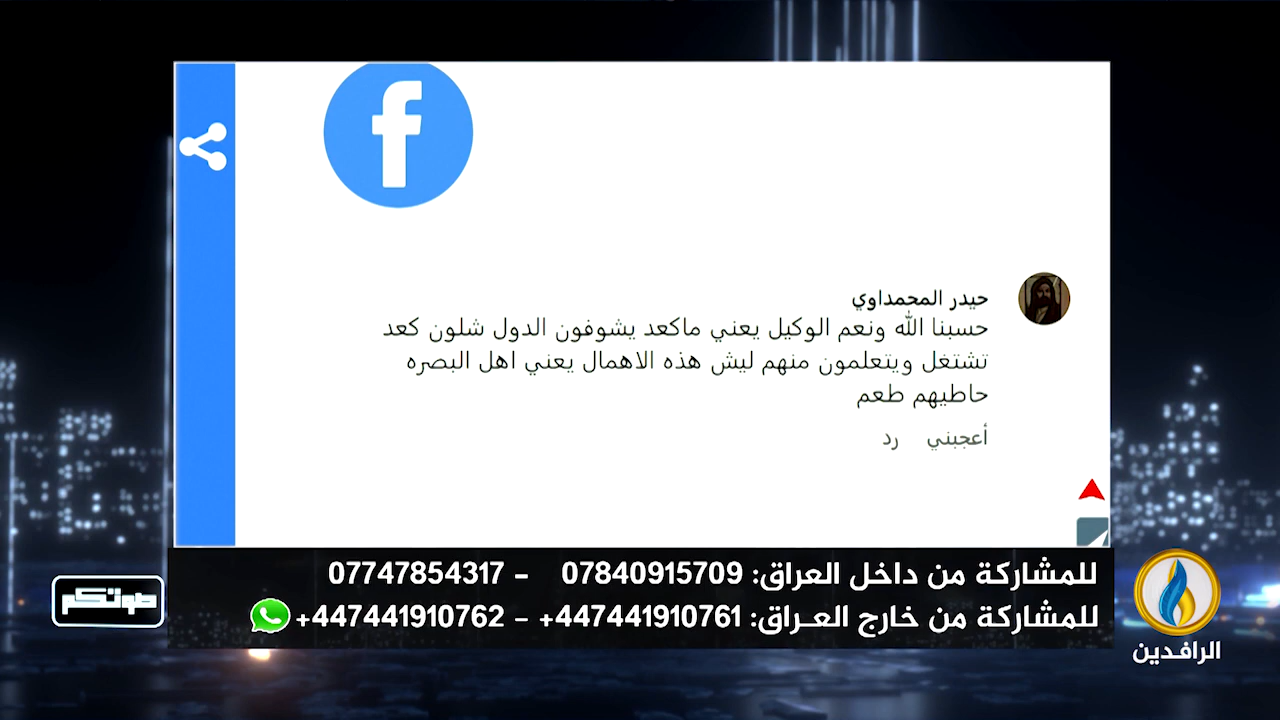 حيدر المحمداوي
حسبنا الله ونعم الوكيل يعني ماكعد يشوفون الدول شلون كعد
تشتغل ويتعلمون منهم ليش هذه الاهمال يعني اهل البصره
حاطيهم طعم
أعجبني رد
للمشاركة من داخل العراق: 07840915709 - 07747854317
للمشاركة من خارج العـراق: 447441910761+ - 447441910762+
صوتكم
الرافدين